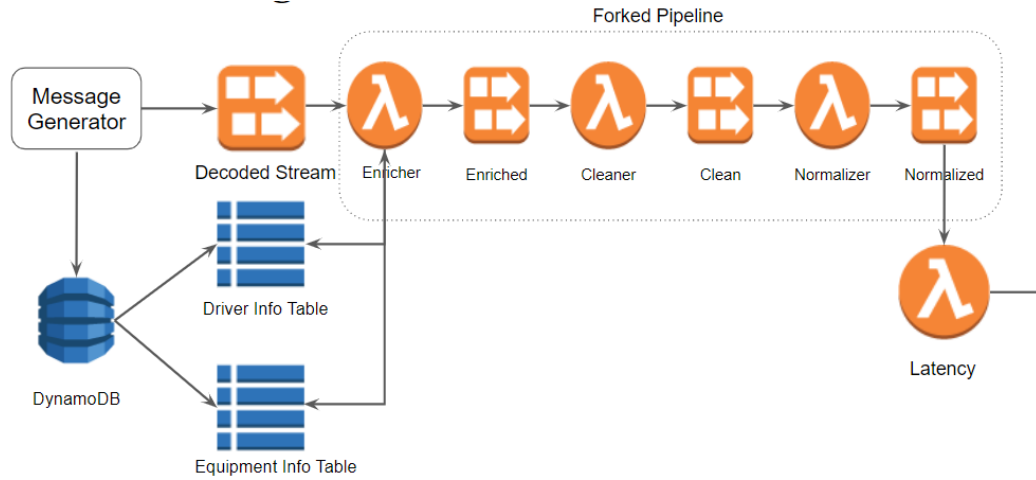 Forked Pipeline
Message
Generator
Decoded Stream
Enricher
Enriched
Cleaner
Clean
Normalizer
Normalized
Driver Info Table
Latency
DynamoDB
Equipment Info Table